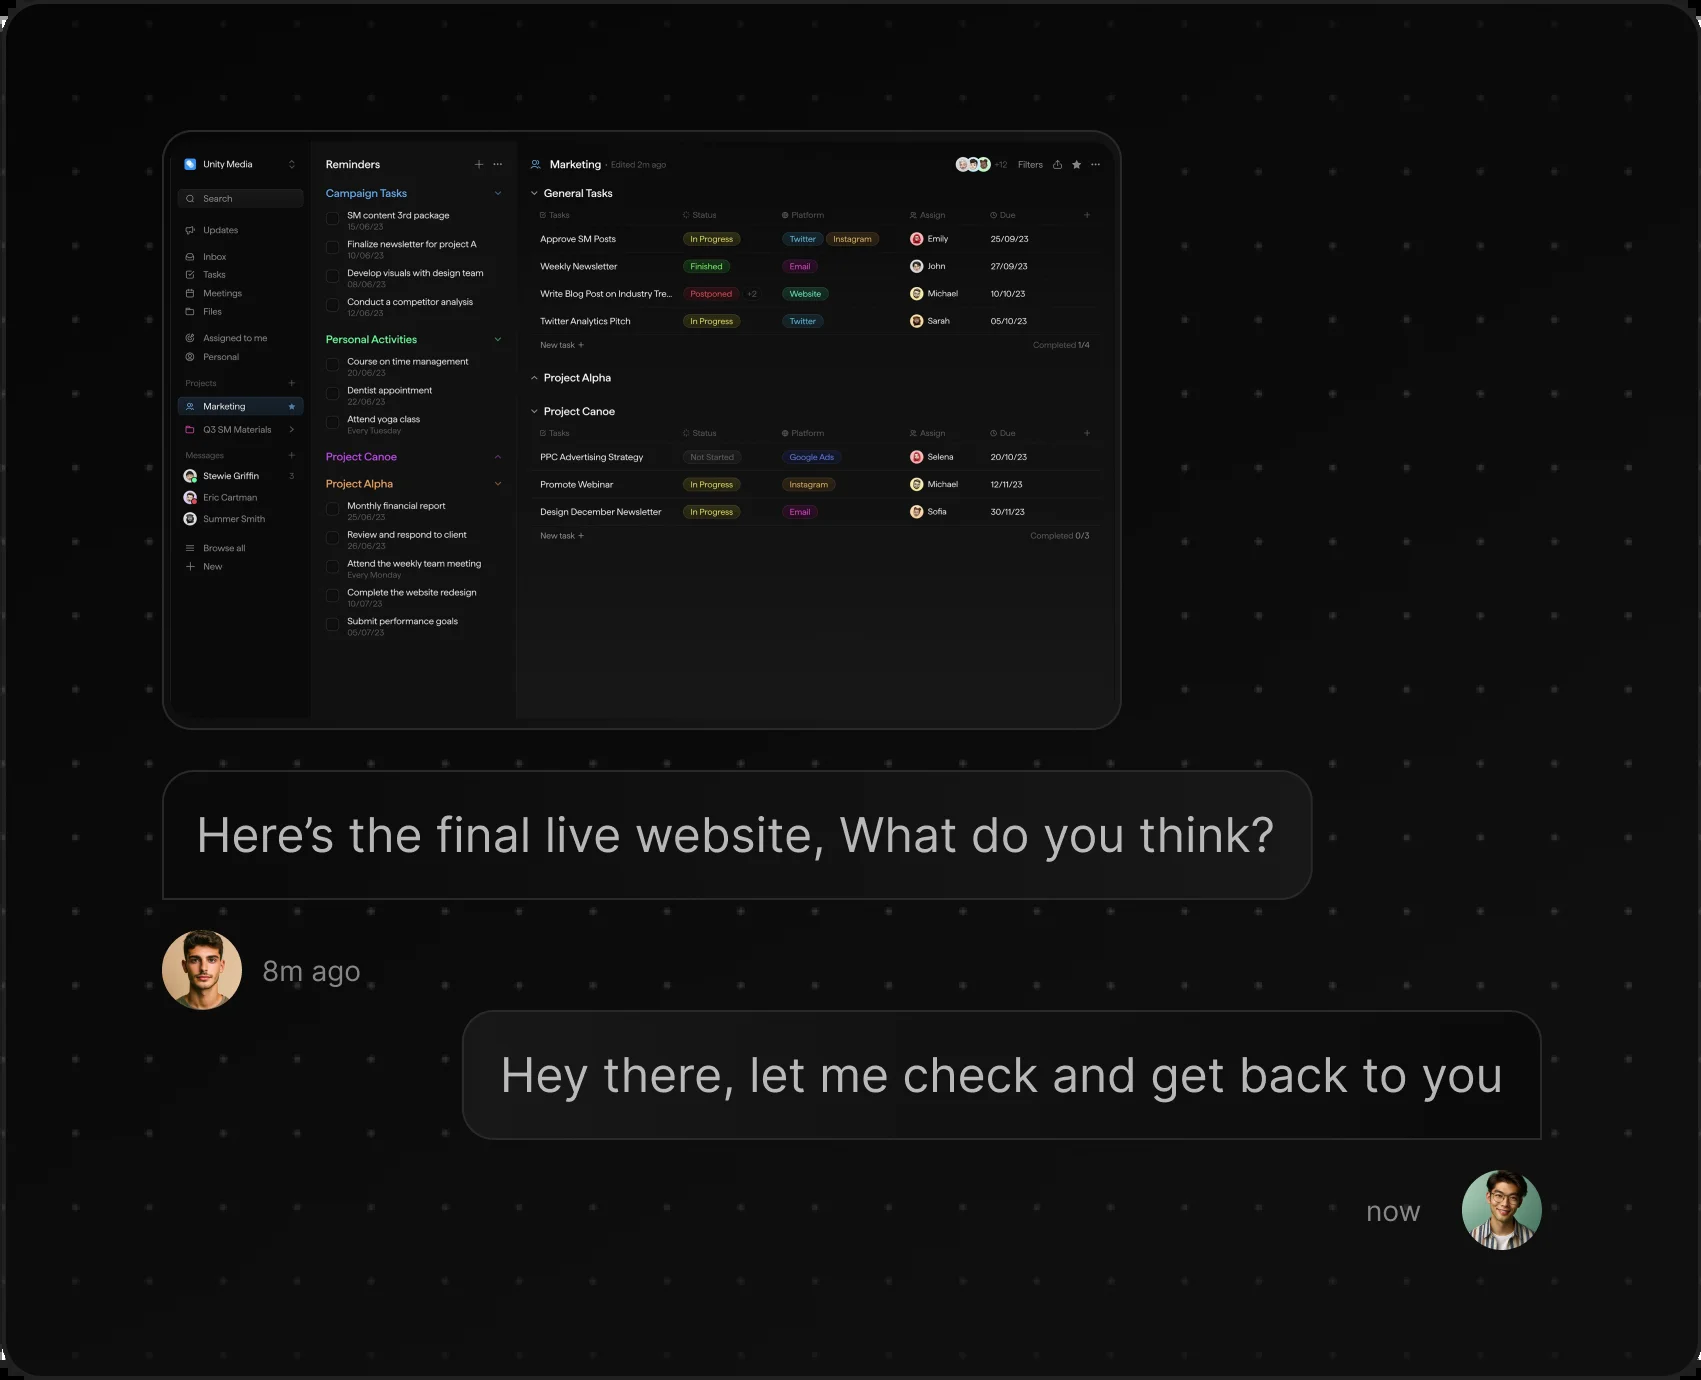 Unity Media
Search
Updates
Inbox
Tasks
Meetings
Files
Assigned to me
Personal
Projects
Marketing
Q3 SM Materials
Messages
Stewie Griffin 3
Eric Cartman
Summer Smith
Browse all
New
Reminders
Campaign Tasks
SM content 3rd package
15/06/23
Finalize newsletter for project A
10/06/23
Develop visuals with design team
08/06/23
Conduct a competitor analysis
12/06/23
Personal Activities
Course on time management
20/06/23
Dentist appointment
22/06/23
Attend yoga class
Every Tuesday
Project Canoe
Project Alpha
Monthly financial report
25/06/23
Review and respond to client
26/06/23
Attend the weekly team meeting
Every Monday
Complete the website redesign
10/07/23
Submit performance goals
05/07/23
Marketing · Edited 2m ago +12 Filters
General Tasks
Tasks Status Platform Assign Due
Approve SM Posts In Progress Twitter Instagram Emily 25/09/23
Weekly Newsletter Finished Email John 27/09/23
Write Blog Post on Industry Tre... Postponed +2 Website Michael 10/10/23
Twitter Analytics Pitch In Progress Twitter Sarah 05/10/23
New task + Completed 1/4
Project Alpha
Project Canoe
Tasks Status Platform Assign Due
PPC Advertising Strategy Not Started Google Ads Selena 20/10/23
Promote Webinar In Progress Instagram Michael 12/11/23
Design December Newsletter In Progress Email Sofia 30/11/23
New task + Completed 0/3
Here’s the final live website, What do you think?
8m ago
Hey there, let me check and get back to you
now